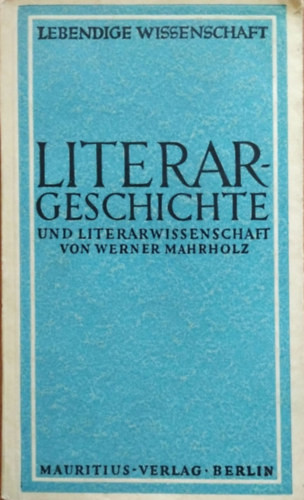 LEBENDIGE WISSENSCHAFT
LITERAR-
GESCHICHTE
UND LITERARWISSENSCHAFT
VON WERNER MAHRHOLZ
MAURITIUS-VERLAG·BERLIN